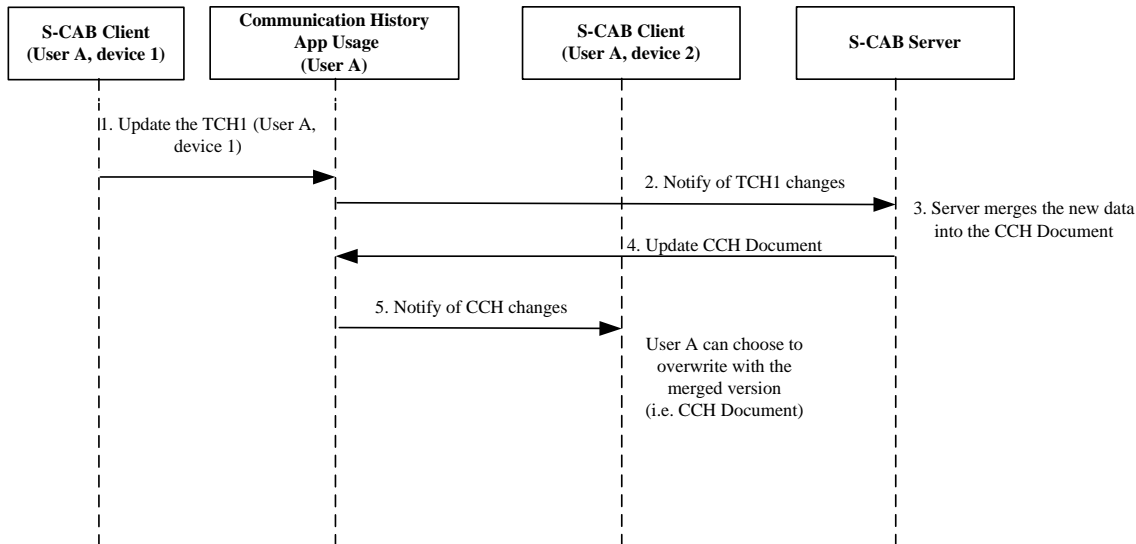 S-CAB Client
(User A, device 1)
Communication History
App Usage
(User A)
S-CAB Client
(User A, device 2)
S-CAB Server
1. Update the TCH1 (User A,
device 1)
2. Notify of TCH1 changes
3. Server merges the new data
into the CCH Document
4. Update CCH Document
5. Notify of CCH changes
User A can choose to
overwrite with the
merged version
(i.e. CCH Document)